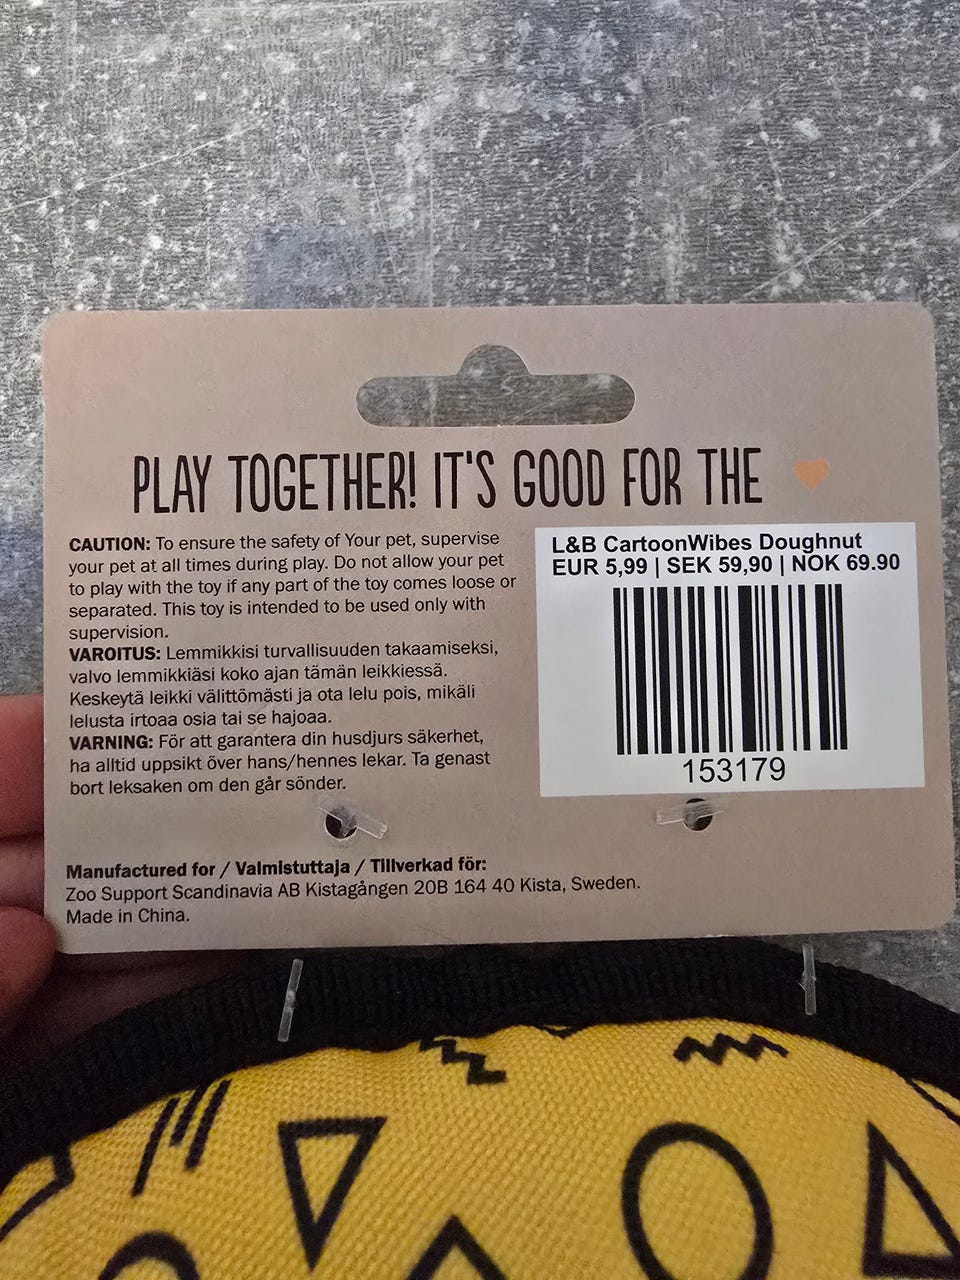 PLAY TOGETHER! IT'S GOOD FOR THE
CAUTION: To ensure the safety of Your pet, supervise
your pet at all times during play. Do not allow your pet
to play with the toy if any part of the toy comes loose or
separated. This toy is intended to be used only with
supervision.
VAROITUS: Lemmikkisi turvallisuuden takaamiseksi,
valvo lemmikkiäsi koko ajan tämän leikkiessä.
Keskeytä leikki välittömästi ja ota lelu pois, mikäli
lelusta irtoaa osia tai se hajoaa.
VARNING: För att garantera din husdjurs säkerhet,
ha alltid uppsikt över hans/hennes lekar. Ta genast
bort leksaken om den går sönder.
L&B CartoonWibes Doughnut
EUR 5,99 | SEK 59,90 | NOK 69.90
153179
Manufactured for / Valmistuttaja / Tillverkad för:
Zoo Support Scandinavia AB Kistagången 20B 164 40 Kista, Sweden.
Made in China.